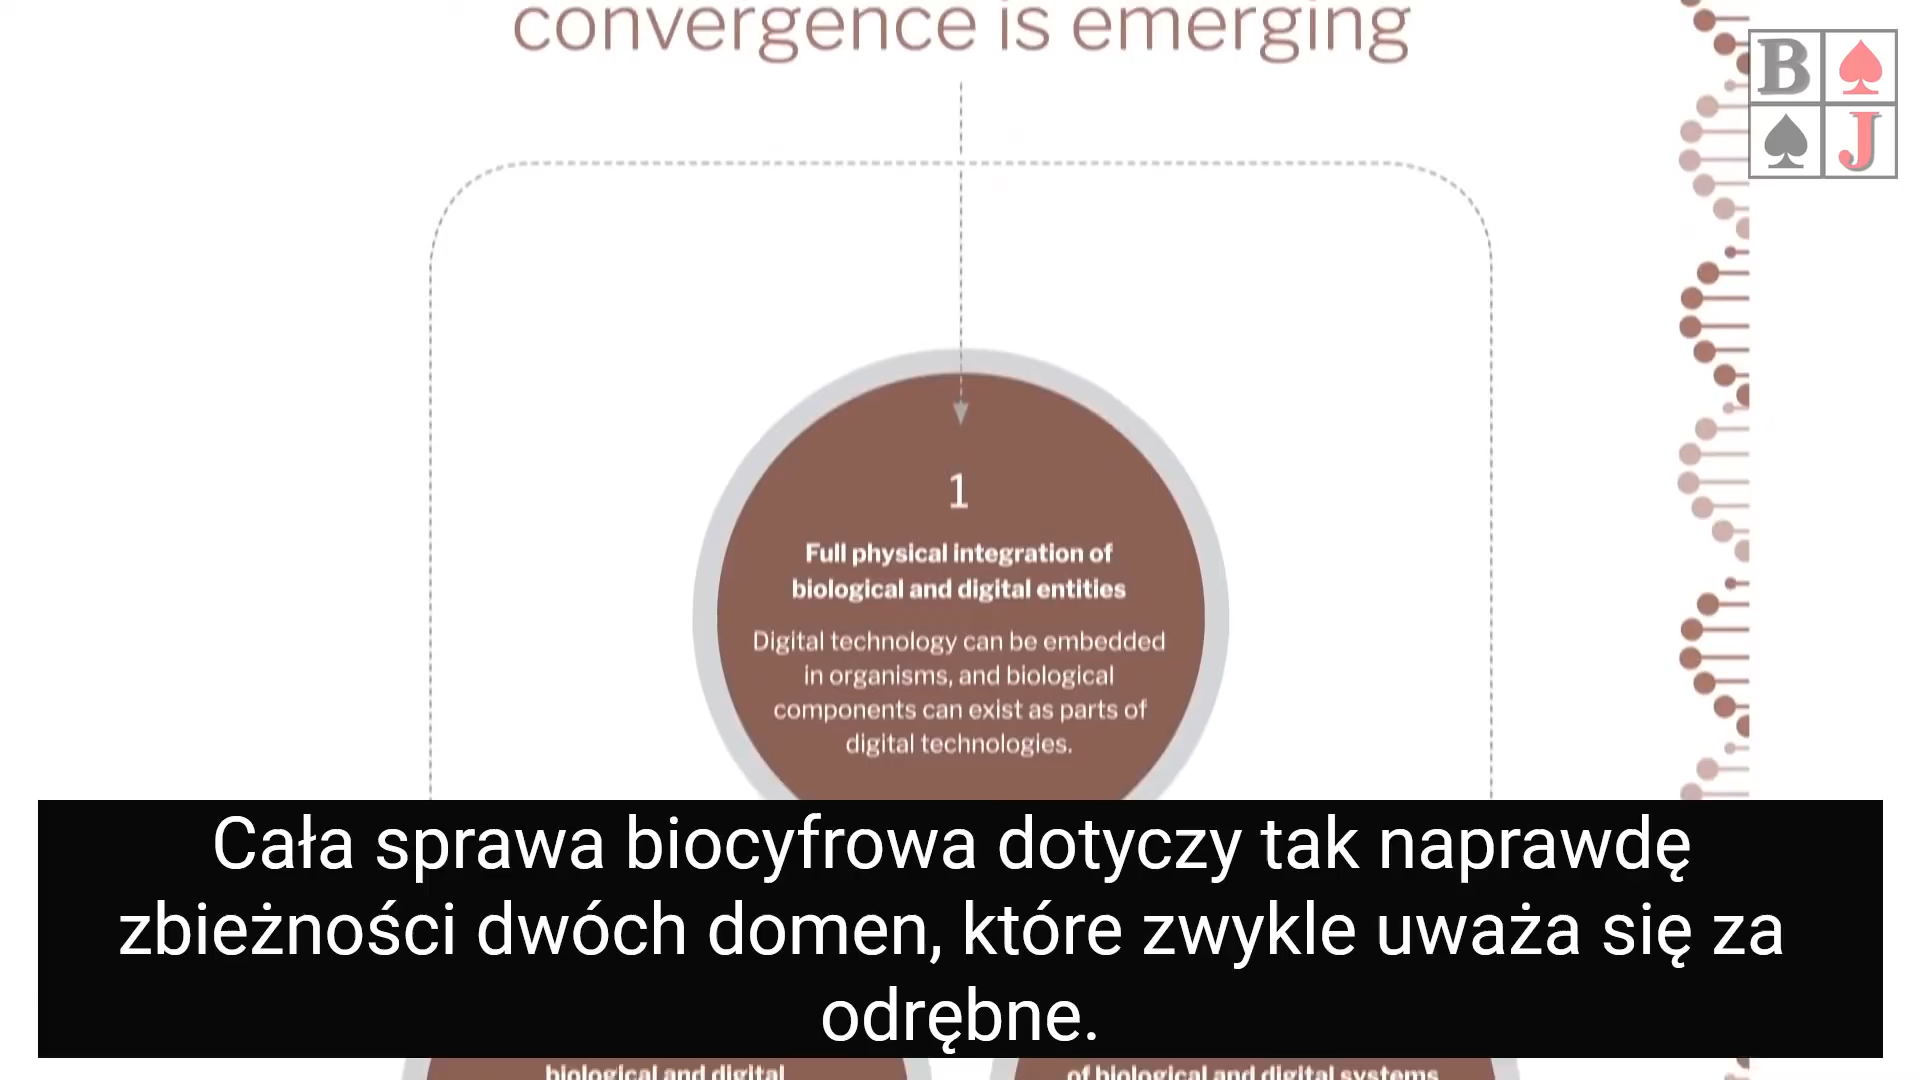 convergence is emerging
B
J
1
Full physical integration of
biological and digital entities
Digital technology can be embedded
in organisms, and biological
components can exist as parts of
digital technologies.
Cała sprawa biocyfrowa dotyczy tak naprawdę
zbieżności dwóch domen, które zwykle uważa się za
odrębne.
biological and digital
of biological and digital systems